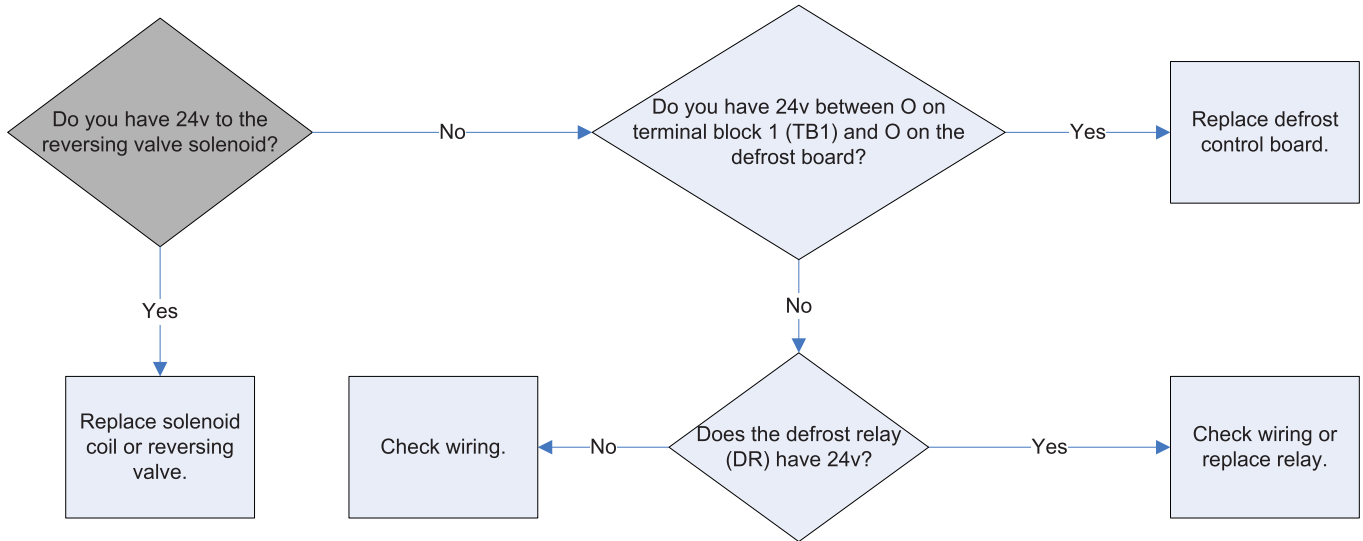 Do you have 24v to the
reversing valve solenoid?
No
Do you have 24v between O on
terminal block 1 (TB1) and O on the
defrost board?
Yes
Replace defrost
control board.
Yes
No
Replace solenoid
coil or reversing
valve.
Check wiring.
No
Does the defrost relay
(DR) have 24v?
Yes
Check wiring or
replace relay.